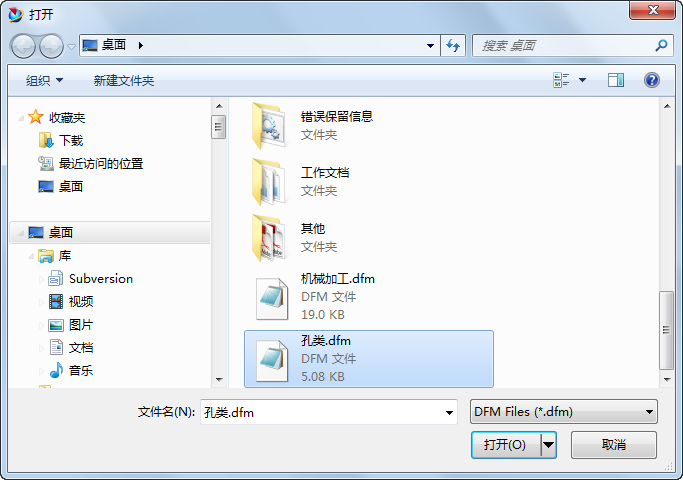 打开
桌面
搜索 桌面
组织
新建文件夹
收藏夹
下载
最近访问的位置
桌面
桌面
库
Subversion
视频
图片
文档
音乐
错误保留信息
文件夹
工作文档
文件夹
其他
文件夹
机械加工.dfm
DFM 文件
19.0 KB
孔类.dfm
DFM 文件
5.08 KB
文件名(N):
孔类.dfm
DFM Files (*.dfm)
打开(O)
取消